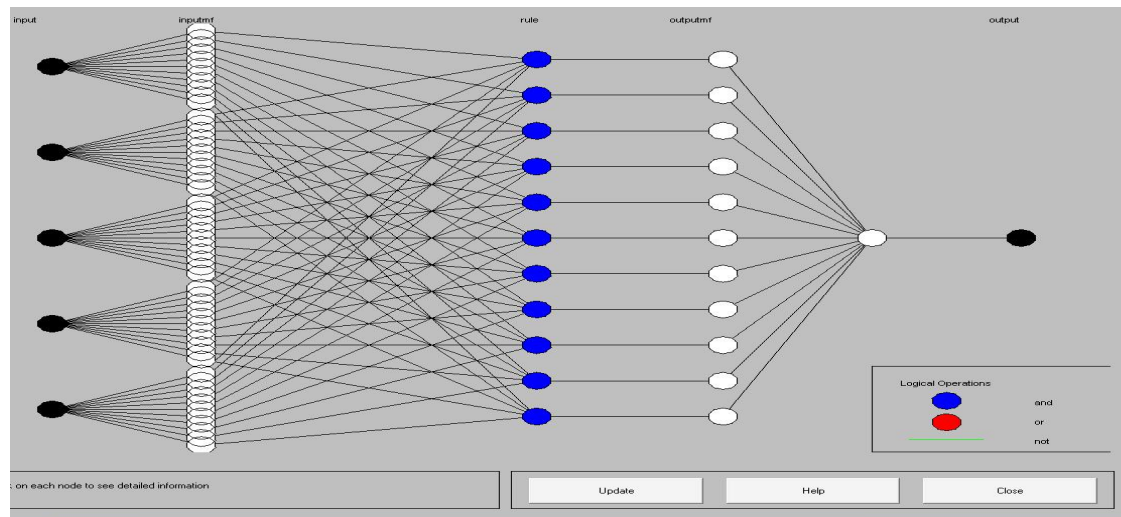 input inputmf rule outputmf output
Logical Operations
and
or
not
on each node to see detailed information
Update Help Close